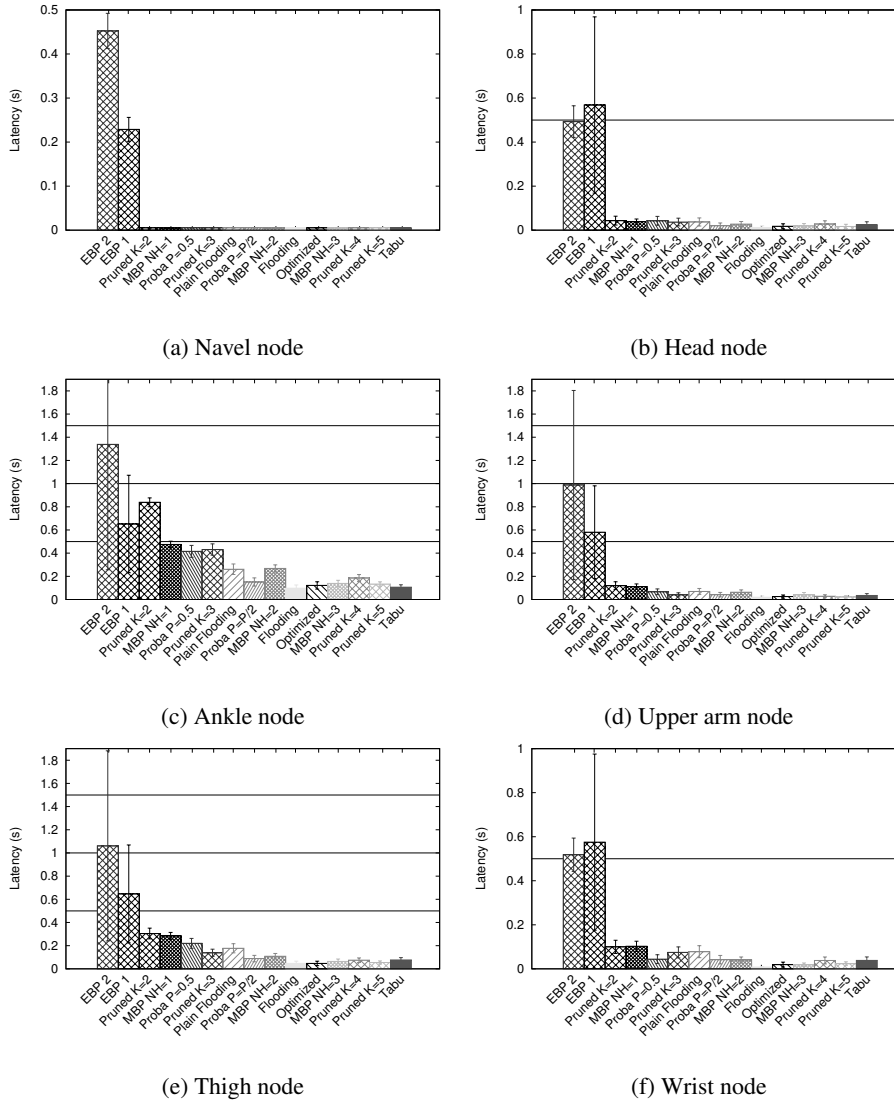 0.5
0.4
0.3
0.2
0.1
0
Latency (s)
EBP 2
EBP 1
Pruned K=2
MBP NH=1
Proba P=0.5
Pruned K=3
Plain Flooding
Proba P=P/2
MBP NH=2
Flooding
Optimized
MBP NH=3
Pruned K=4
Pruned K=5
Tabu
(a) Navel node
1
0.8
0.6
0.4
0.2
0
Latency (s)
EBP 2
EBP 1
Pruned K=2
MBP NH=1
Proba P=0.5
Pruned K=3
Plain Flooding
Proba P=P/2
MBP NH=2
Flooding
Optimized
MBP NH=3
Pruned K=4
Pruned K=5
Tabu
(b) Head node
1.8
1.6
1.4
1.2
1
0.8
0.6
0.4
0.2
0
Latency (s)
EBP 2
EBP 1
Pruned K=2
MBP NH=1
Proba P=0.5
Pruned K=3
Plain Flooding
Proba P=P/2
MBP NH=2
Flooding
Optimized
MBP NH=3
Pruned K=4
Pruned K=5
Tabu
(c) Ankle node
1.8
1.6
1.4
1.2
1
0.8
0.6
0.4
0.2
0
Latency (s)
EBP 2
EBP 1
Pruned K=2
MBP NH=1
Proba P=0.5
Pruned K=3
Plain Flooding
Proba P=P/2
MBP NH=2
Flooding
Optimized
MBP NH=3
Pruned K=4
Pruned K=5
Tabu
(d) Upper arm node
1.8
1.6
1.4
1.2
1
0.8
0.6
0.4
0.2
0
Latency (s)
EBP 2
EBP 1
Pruned K=2
MBP NH=1
Proba P=0.5
Pruned K=3
Plain Flooding
Proba P=P/2
MBP NH=2
Flooding
Optimized
MBP NH=3
Pruned K=4
Pruned K=5
Tabu
(e) Thigh node
1
0.8
0.6
0.4
0.2
0
Latency (s)
EBP 2
EBP 1
Pruned K=2
MBP NH=1
Proba P=0.5
Pruned K=3
Plain Flooding
Proba P=P/2
MBP NH=2
Flooding
Optimized
MBP NH=3
Pruned K=4
Pruned K=5
Tabu
(f) Wrist node